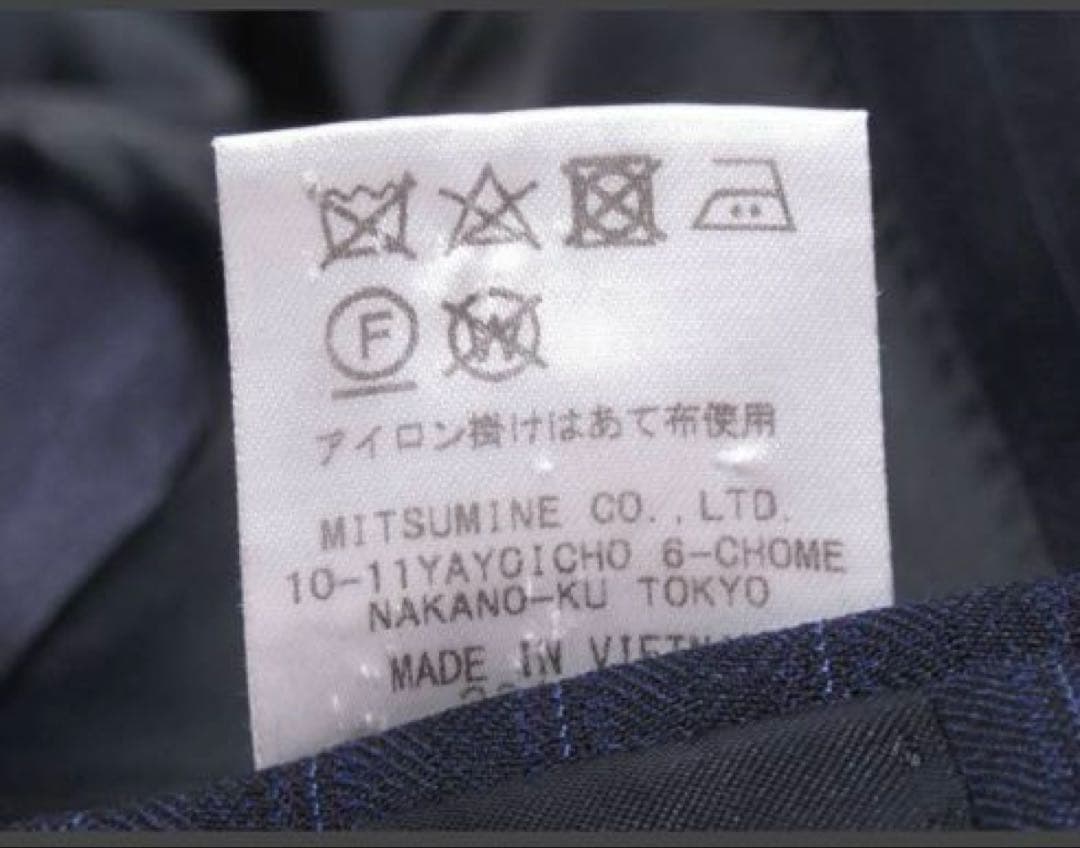 F W
アイロン掛けはあて布使用
MITSUMINE CO.,LTD.
10-11YAYOICHO 6-CHOME
NAKANO-KU TOKYO
MADE IN